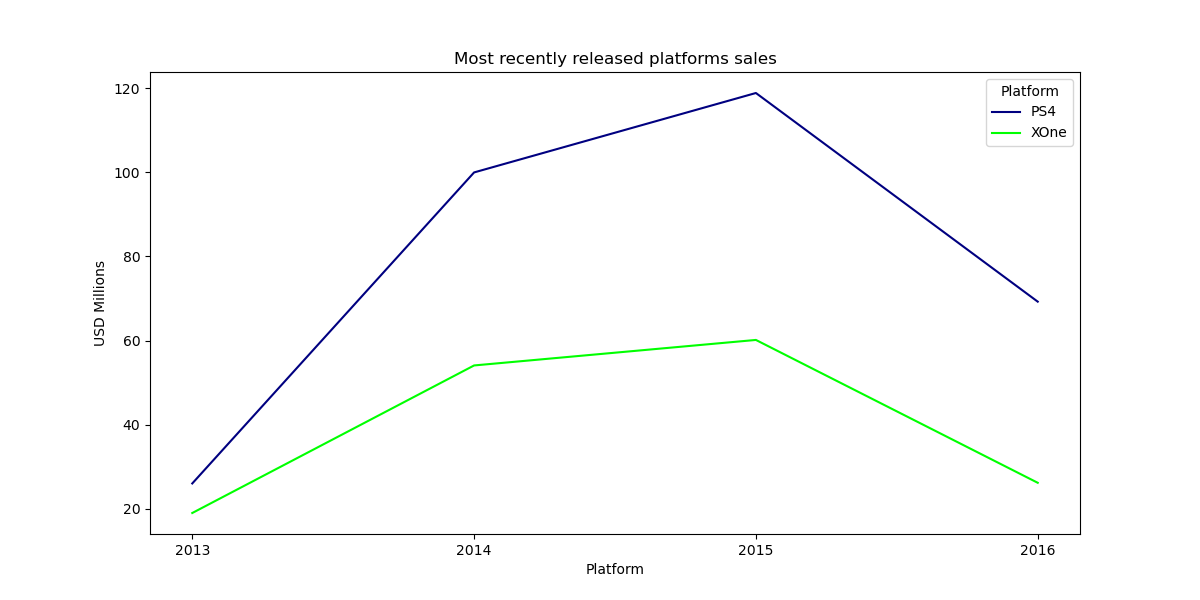 Most recently released platforms sales
Platform
PS4
XOne
120
100
80
60
40
20
USD Millions
2013 2014 2015 2016
Platform